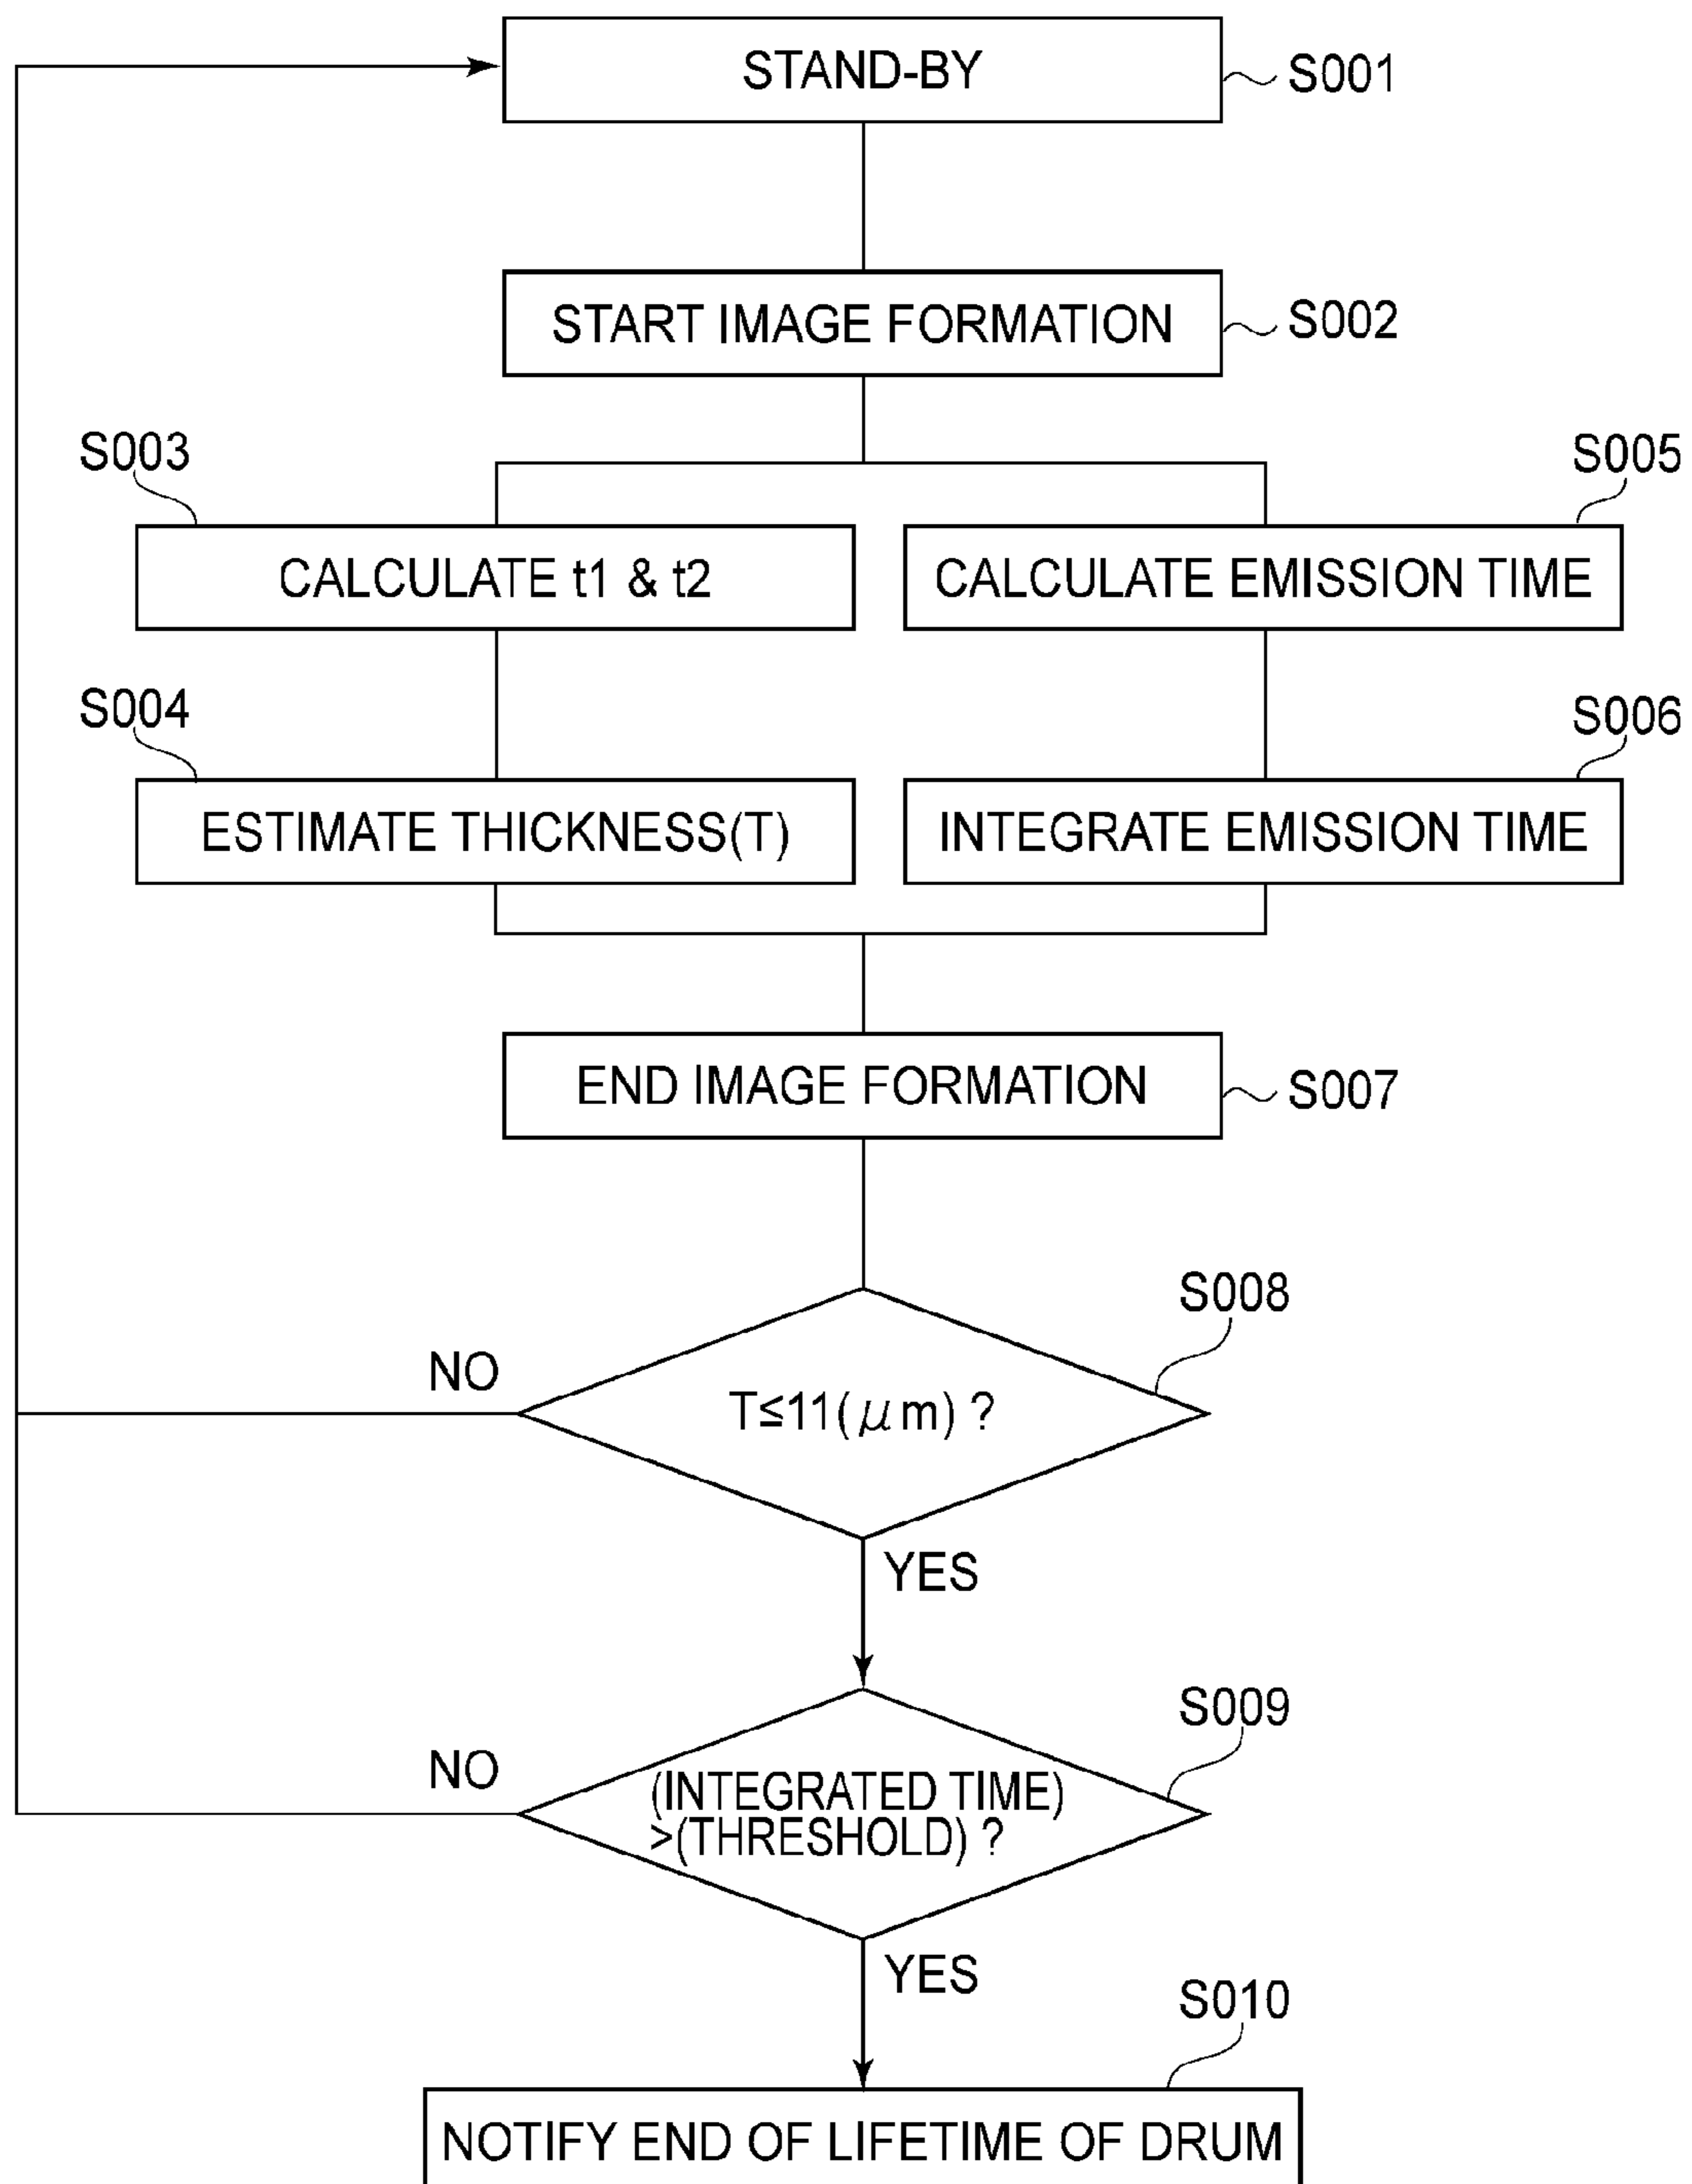 STAND-BY
S001
START IMAGE FORMATION
S002
S003
S005
CALCULATE t1 & t2
CALCULATE EMISSION TIME
S004
S006
ESTIMATE THICKNESS(T)
INTEGRATE EMISSION TIME
END IMAGE FORMATION
S007
S008
NO
T≤11(μm) ?
YES
S009
NO
(INTEGRATED TIME)
>(THRESHOLD) ?
YES
S010
NOTIFY END OF LIFETIME OF DRUM